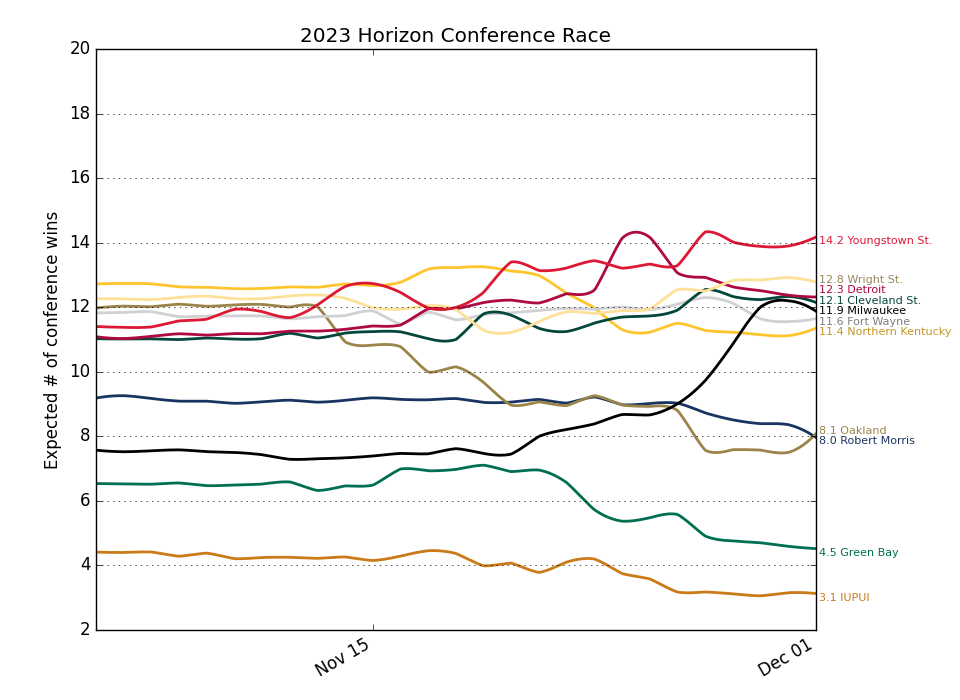 2023 Horizon Conference Race
Expected # of conference wins
20
18
16
14
12
10
8
6
4
2
Nov 15
Dec 01
14.2 Youngstown St.
12.8 Wright St.
12.3 Detroit
12.1 Cleveland St.
11.9 Milwaukee
11.6 Fort Wayne
11.4 Northern Kentucky
8.1 Oakland
8.0 Robert Morris
4.5 Green Bay
3.1 IUPUI